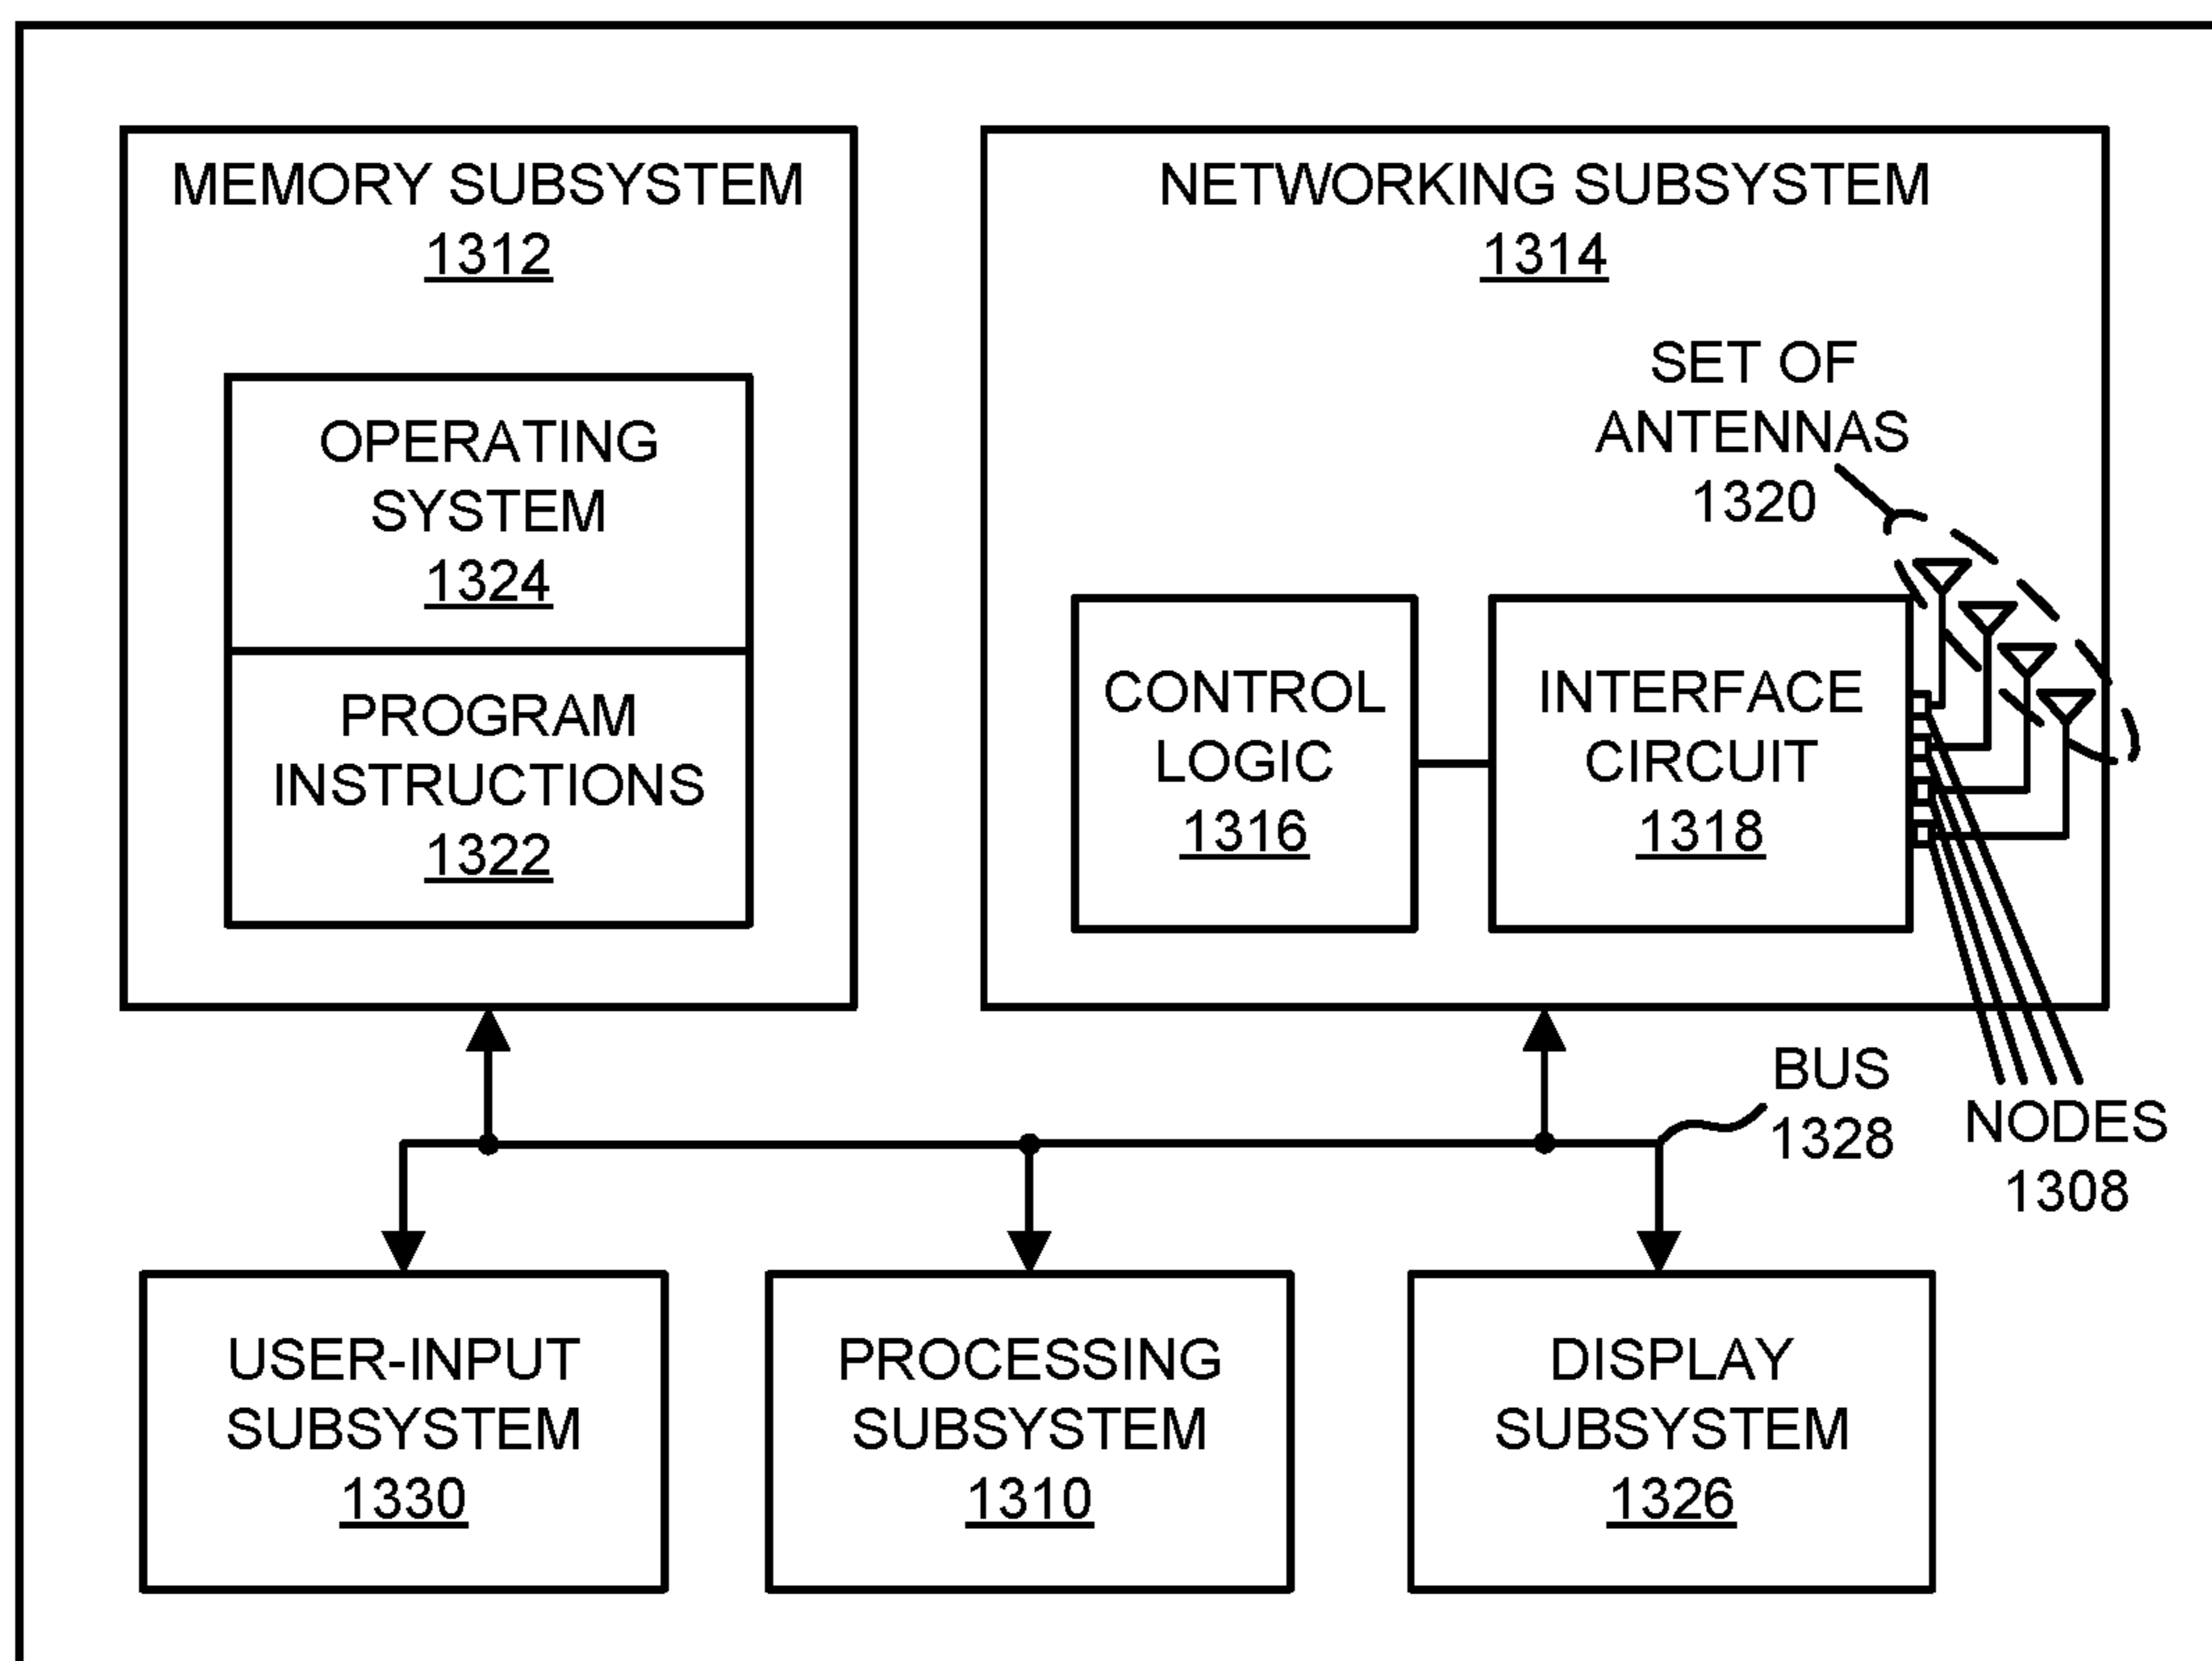 MEMORY SUBSYSTEM
1312
OPERATING
SYSTEM
1324
PROGRAM
INSTRUCTIONS
1322
NETWORKING SUBSYSTEM
1314
SET OF
ANTENNAS
1320
CONTROL
LOGIC
1316
INTERFACE
CIRCUIT
1318
BUS
1328
NODES
1308
USER-INPUT
SUBSYSTEM
1330
PROCESSING
SUBSYSTEM
1310
DISPLAY
SUBSYSTEM
1326